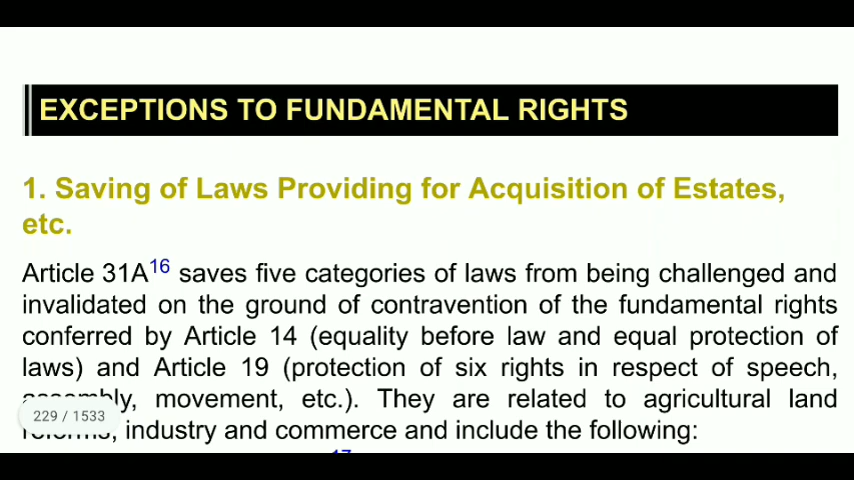 EXCEPTIONS TO FUNDAMENTAL RIGHTS
1. Saving of Laws Providing for Acquisition of Estates,
etc.
Article 31A16 saves five categories of laws from being challenged and
invalidated on the ground of contravention of the fundamental rights
conferred by Article 14 (equality before law and equal protection of
laws) and Article 19 (protection of six rights in respect of speech,
assembly, movement, etc.). They are related to agricultural land
229 / 1533
reforms, industry and commerce and include the following:
17